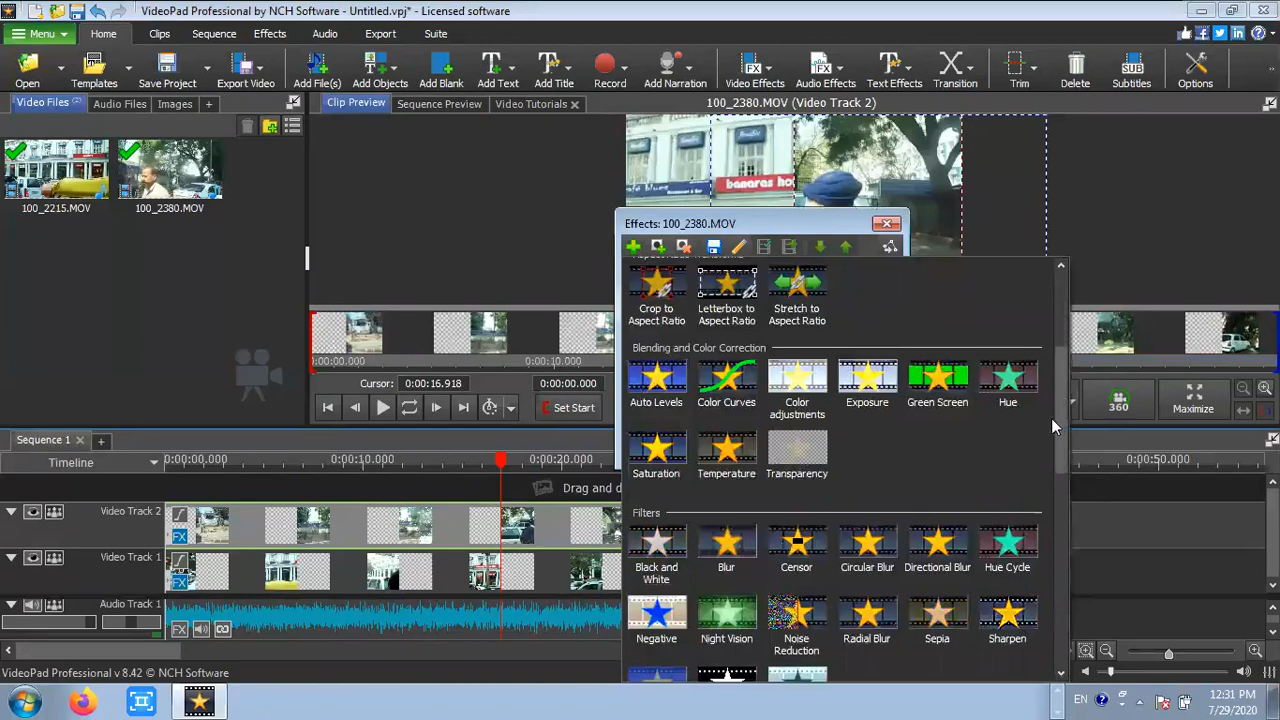 VideoPad Professional by NCH Software - Untitled.vpj* - Licensed software
Menu Home Clips Sequence Effects Audio Export Suite
Open Templates Save Project Export Video Add File(s) Add Objects Add Blank Add Text Add Title Record Add Narration Video Effects Audio Effects Text Effects Transition Trim Delete Subtitles Options
Video Files Audio Files Images + Clip Preview Sequence Preview Video Tutorials 100_2380.MOV (Video Track 2)
100_2215.MOV 100_2380.MOV
banares
Effects: 100_2380.MOV
Crop to Aspect Ratio
Letterbox to Aspect Ratio
Stretch to Aspect Ratio
Blending and Color Correction
Auto Levels Color Curves Color adjustments Exposure Green Screen Hue
Saturation Temperature Transparency
Filters
Black and White Blur Censor Circular Blur Directional Blur Hue Cycle
Negative Night Vision Noise Reduction Radial Blur Sepia Sharpen
0:00:00.000 0:00:10.000
Cursor: 0:00:16.918 0:00:00.000
Set Start
360 Maximize
Sequence 1 +
Timeline 0:00:00.000 0:00:10.000 0:00:20.000 0:00:50.000
Drag and d
Video Track 2
FX
Video Track 1
FX
Audio Track 1
FX
VideoPad Professional v 8.42 © NCH Software
EN 12:31 PM
7/29/2020